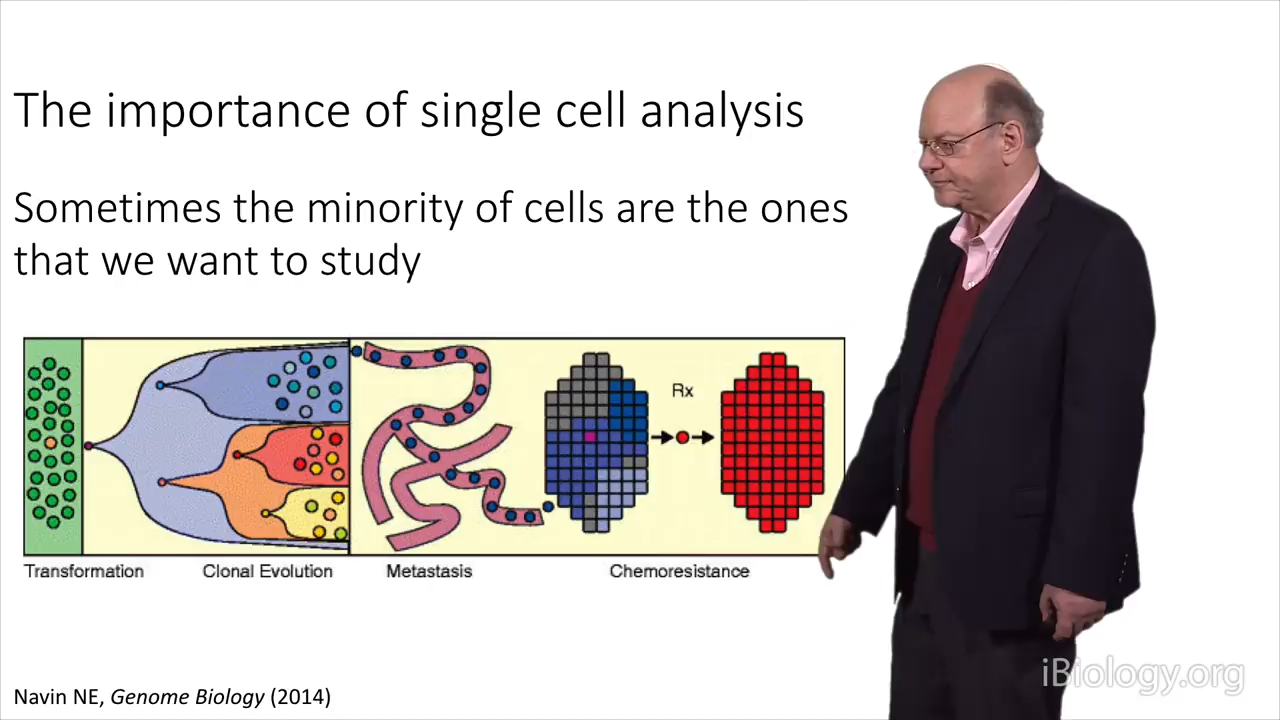 The importance of single cell analysis
Sometimes the minority of cells are the ones
that we want to study
Rx
Transformation
Clonal Evolution
Metastasis
Chemoresistance
Navin NE, Genome Biology (2014)
iBiology.org